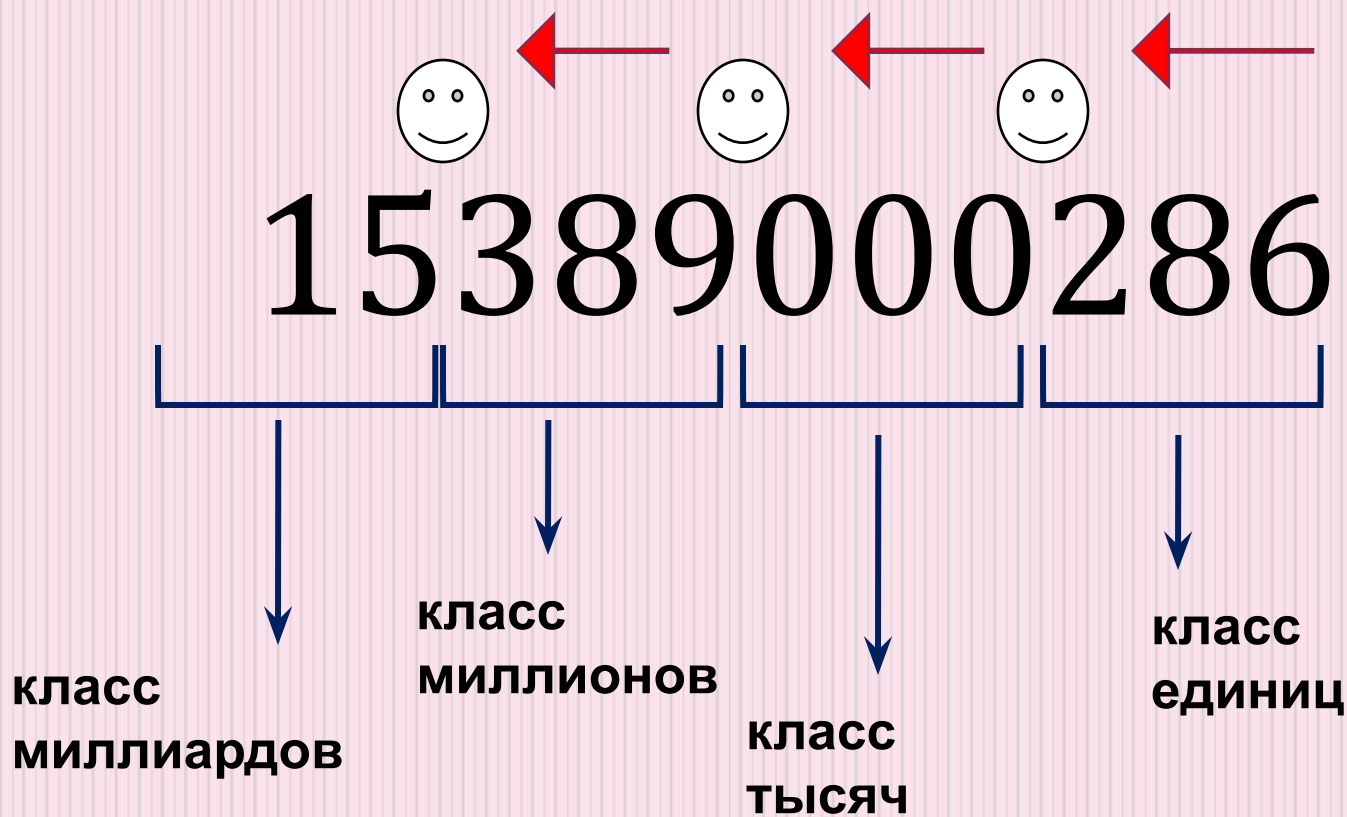 15389000286
класс
миллиардов
класс
миллионов
класс
тысяч
класс
единиц